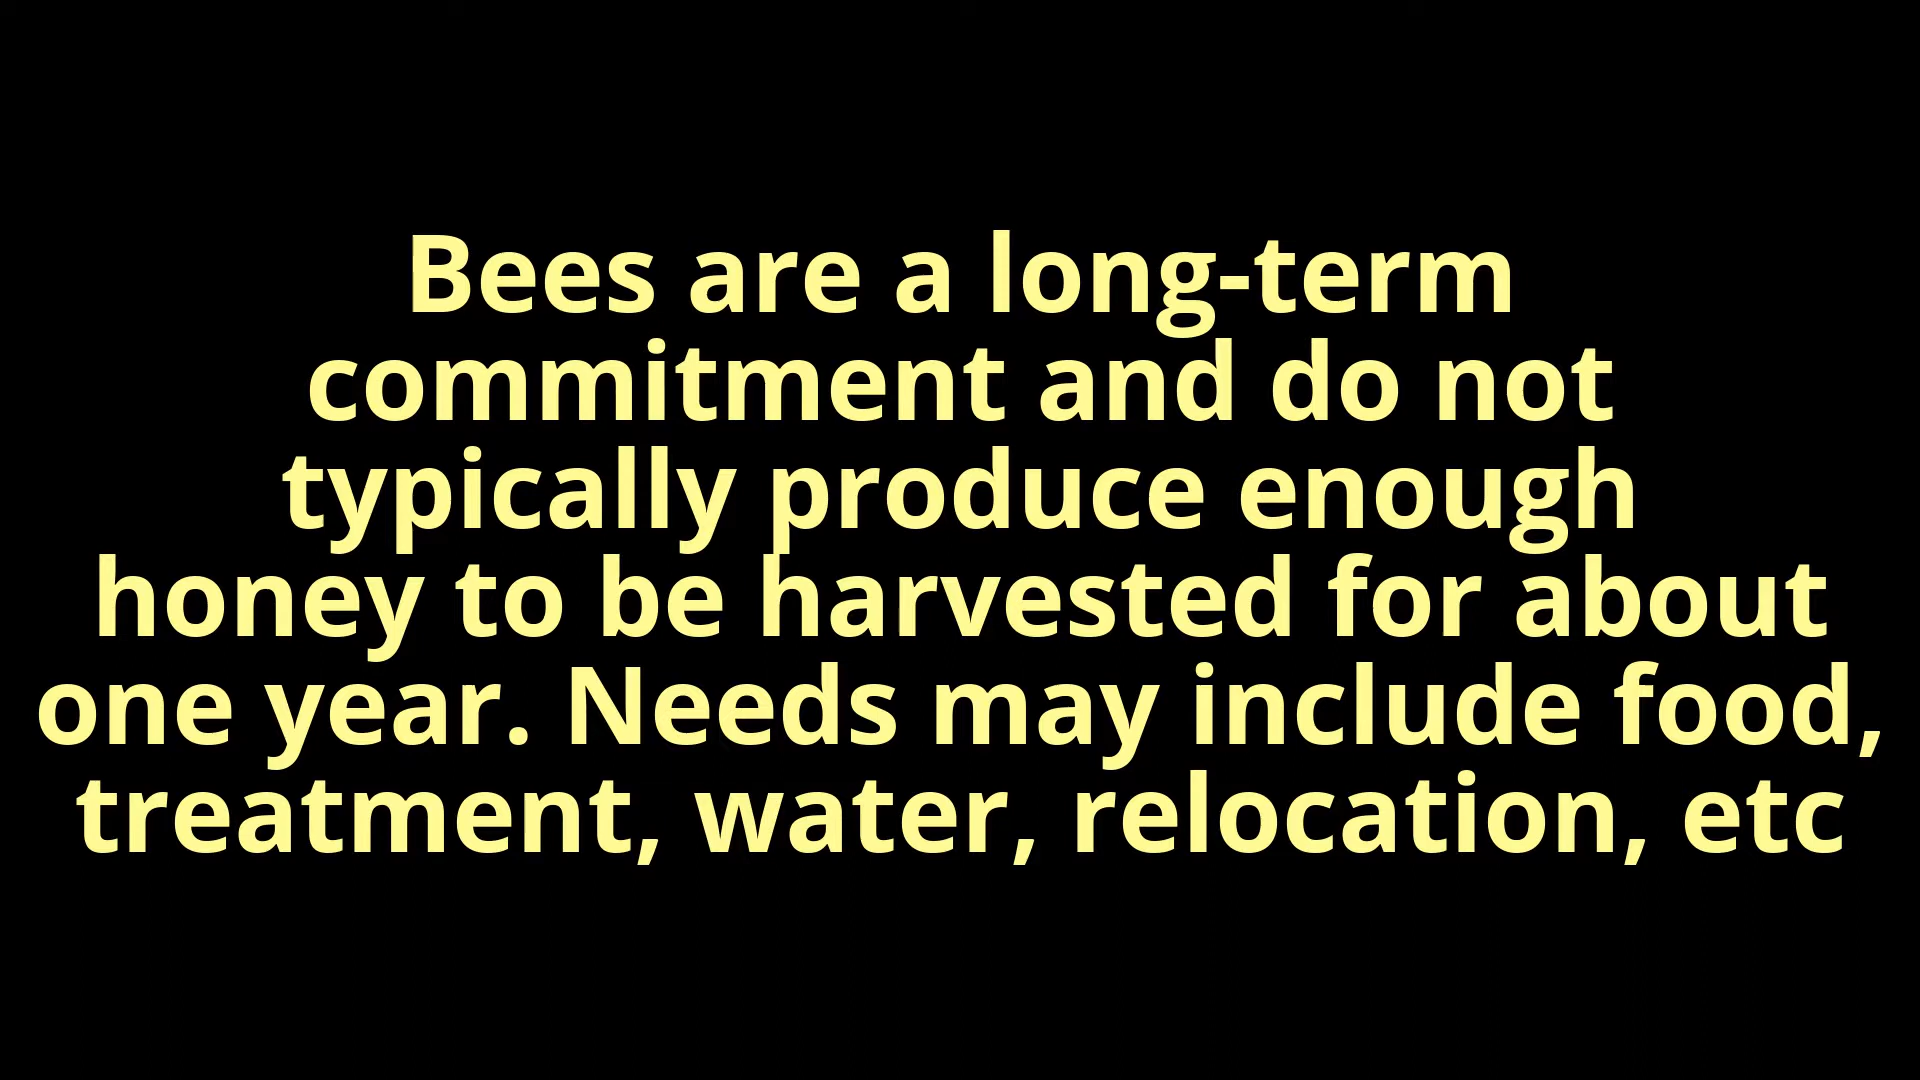 Bees are a long-term
commitment and do not
typically produce enough
honey to be harvested for about
one year. Needs may include food,
treatment, water, relocation, etc